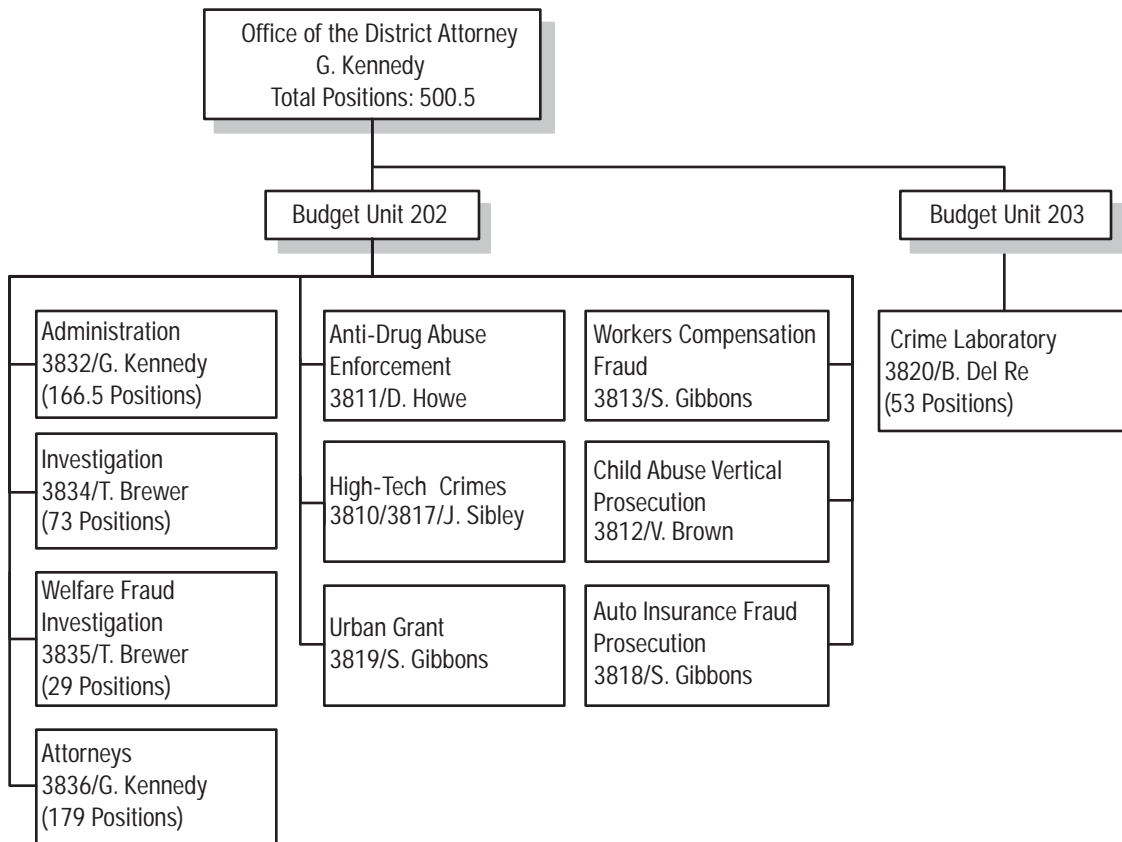 Office of the District Attorney
G. Kennedy
Total Positions: 500.5
Budget Unit 202
Budget Unit 203
Administration
3832/G. Kennedy
(166.5 Positions)
Investigation
3834/T. Brewer
(73 Positions)
Welfare Fraud
Investigation
3835/T. Brewer
(29 Positions)
Attorneys
3836/G. Kennedy
(179 Positions)
Anti-Drug Abuse
Enforcement
3811/D. Howe
High-Tech Crimes
3810/3817/J. Sibley
Urban Grant
3819/S. Gibbons
Workers Compensation
Fraud
3813/S. Gibbons
Child Abuse Vertical
Prosecution
3812/V. Brown
Auto Insurance Fraud
Prosecution
3818/S. Gibbons
Crime Laboratory
3820/B. Del Re
(53 Positions)